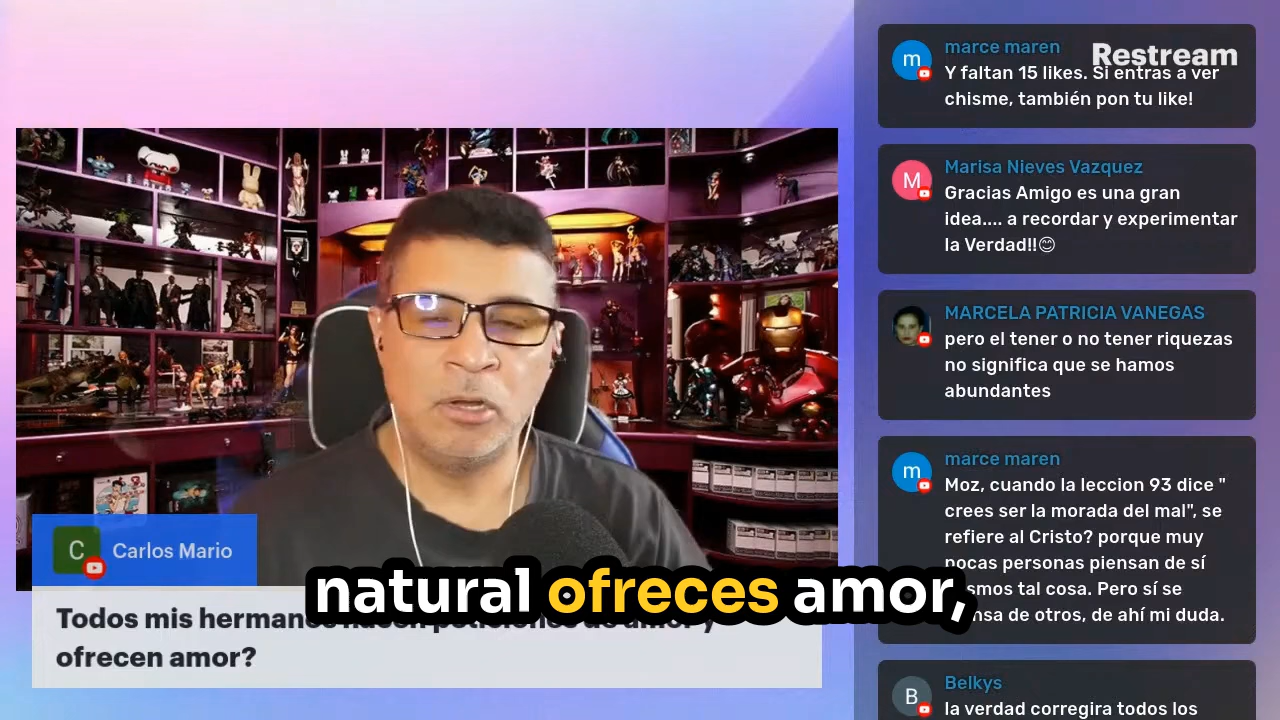 Restream
marce maren
Y faltan 15 likes. Si entras a ver
chisme, también pon tu like!
Marisa Nieves Vazquez
Gracias Amigo es una gran
idea.... a recordar y experimentar
la Verdad!!😊
MARCELA PATRICIA VANEGAS
pero el tener o no tener riquezas
no significa que se hamos
abundantes
marce maren
Moz, cuando la leccion 93 dice "
crees ser la morada del mal", se
refiere al Cristo? porque muy
pocas personas piensan de sí
mismos tal cosa. Pero sí se
piensa de otros, de ahí mi duda.
Belkys
la verdad corregira todos los
C Carlos Mario
Todos mis hermanos hacen peticiones de amor y
ofrecen amor?
natural ofreces amor,